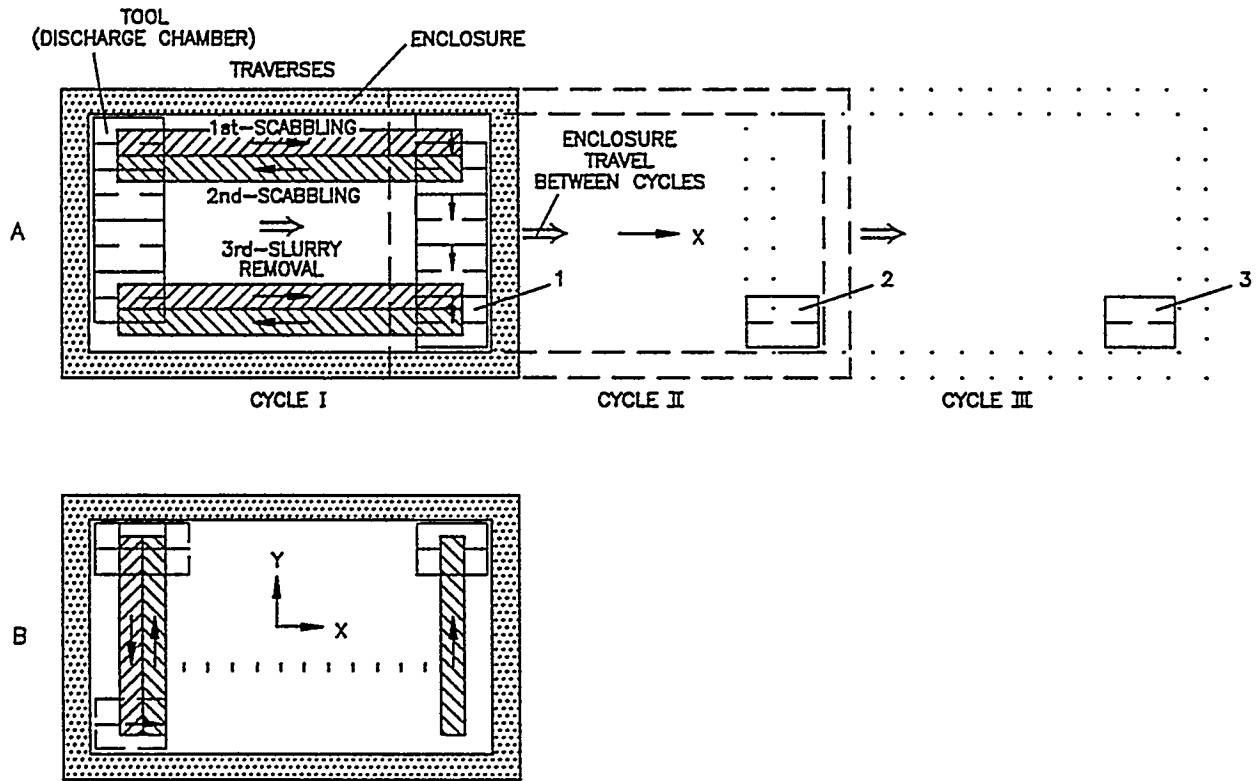 TOOL
(DISCHARGE CHAMBER)
ENCLOSURE
TRAVERSES
1st-SCABBLING
2nd-SCABBLING
3rd-SLURRY
REMOVAL
ENCLOSURE
TRAVEL
BETWEEN CYCLES
A
X
1
2
3
CYCLE I
CYCLE II
CYCLE III
B
Y
X